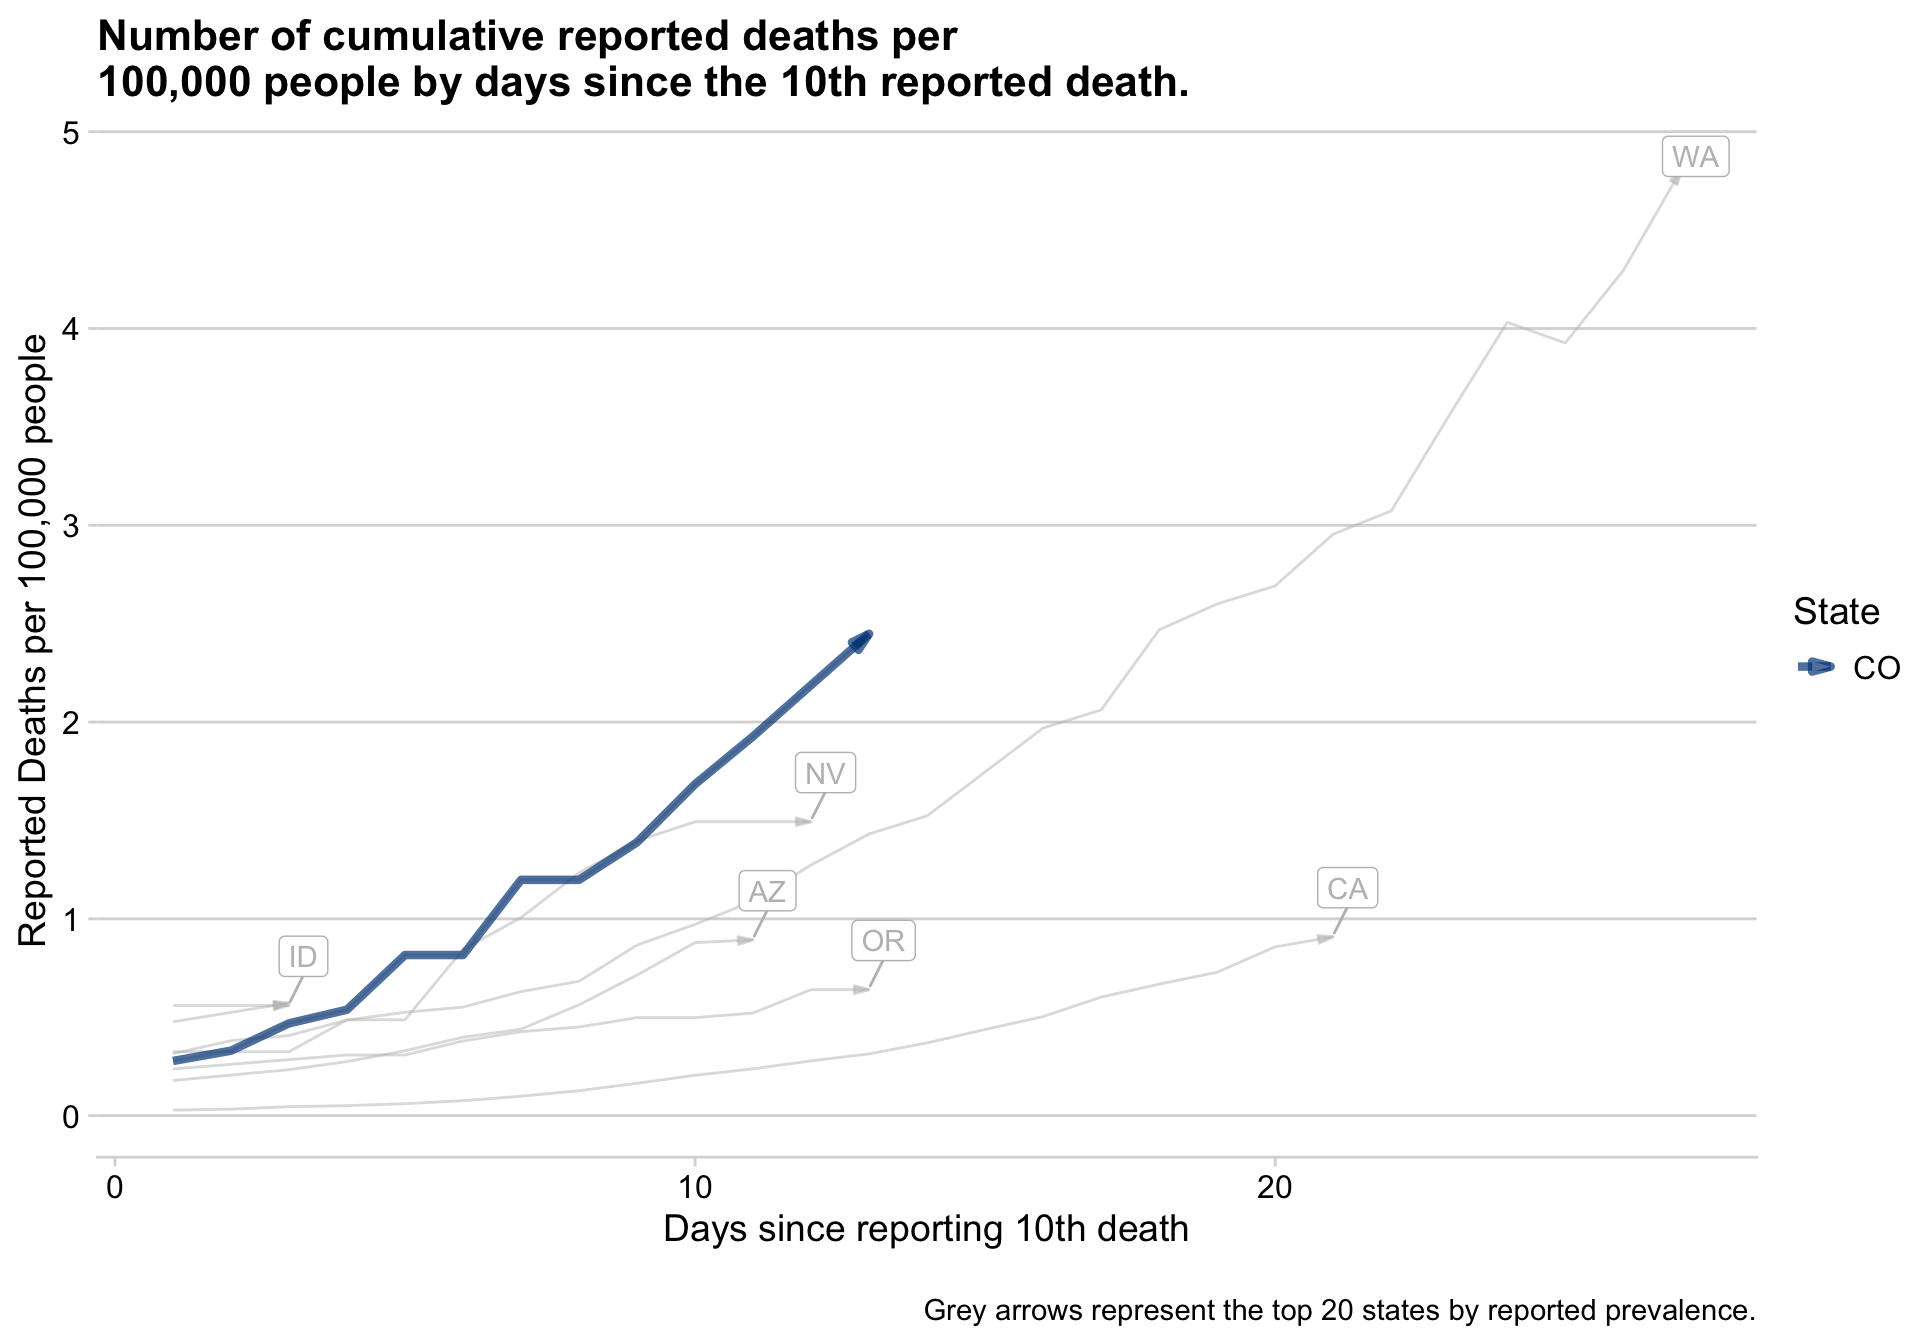 Number of cumulative reported deaths per
100,000 people by days since the 10th reported death.
Reported Deaths per 100,000 people
5
4
3
2
1
0
WA
NV
AZ
CA
OR
ID
State
CO
0 10 20
Days since reporting 10th death
Grey arrows represent the top 20 states by reported prevalence.